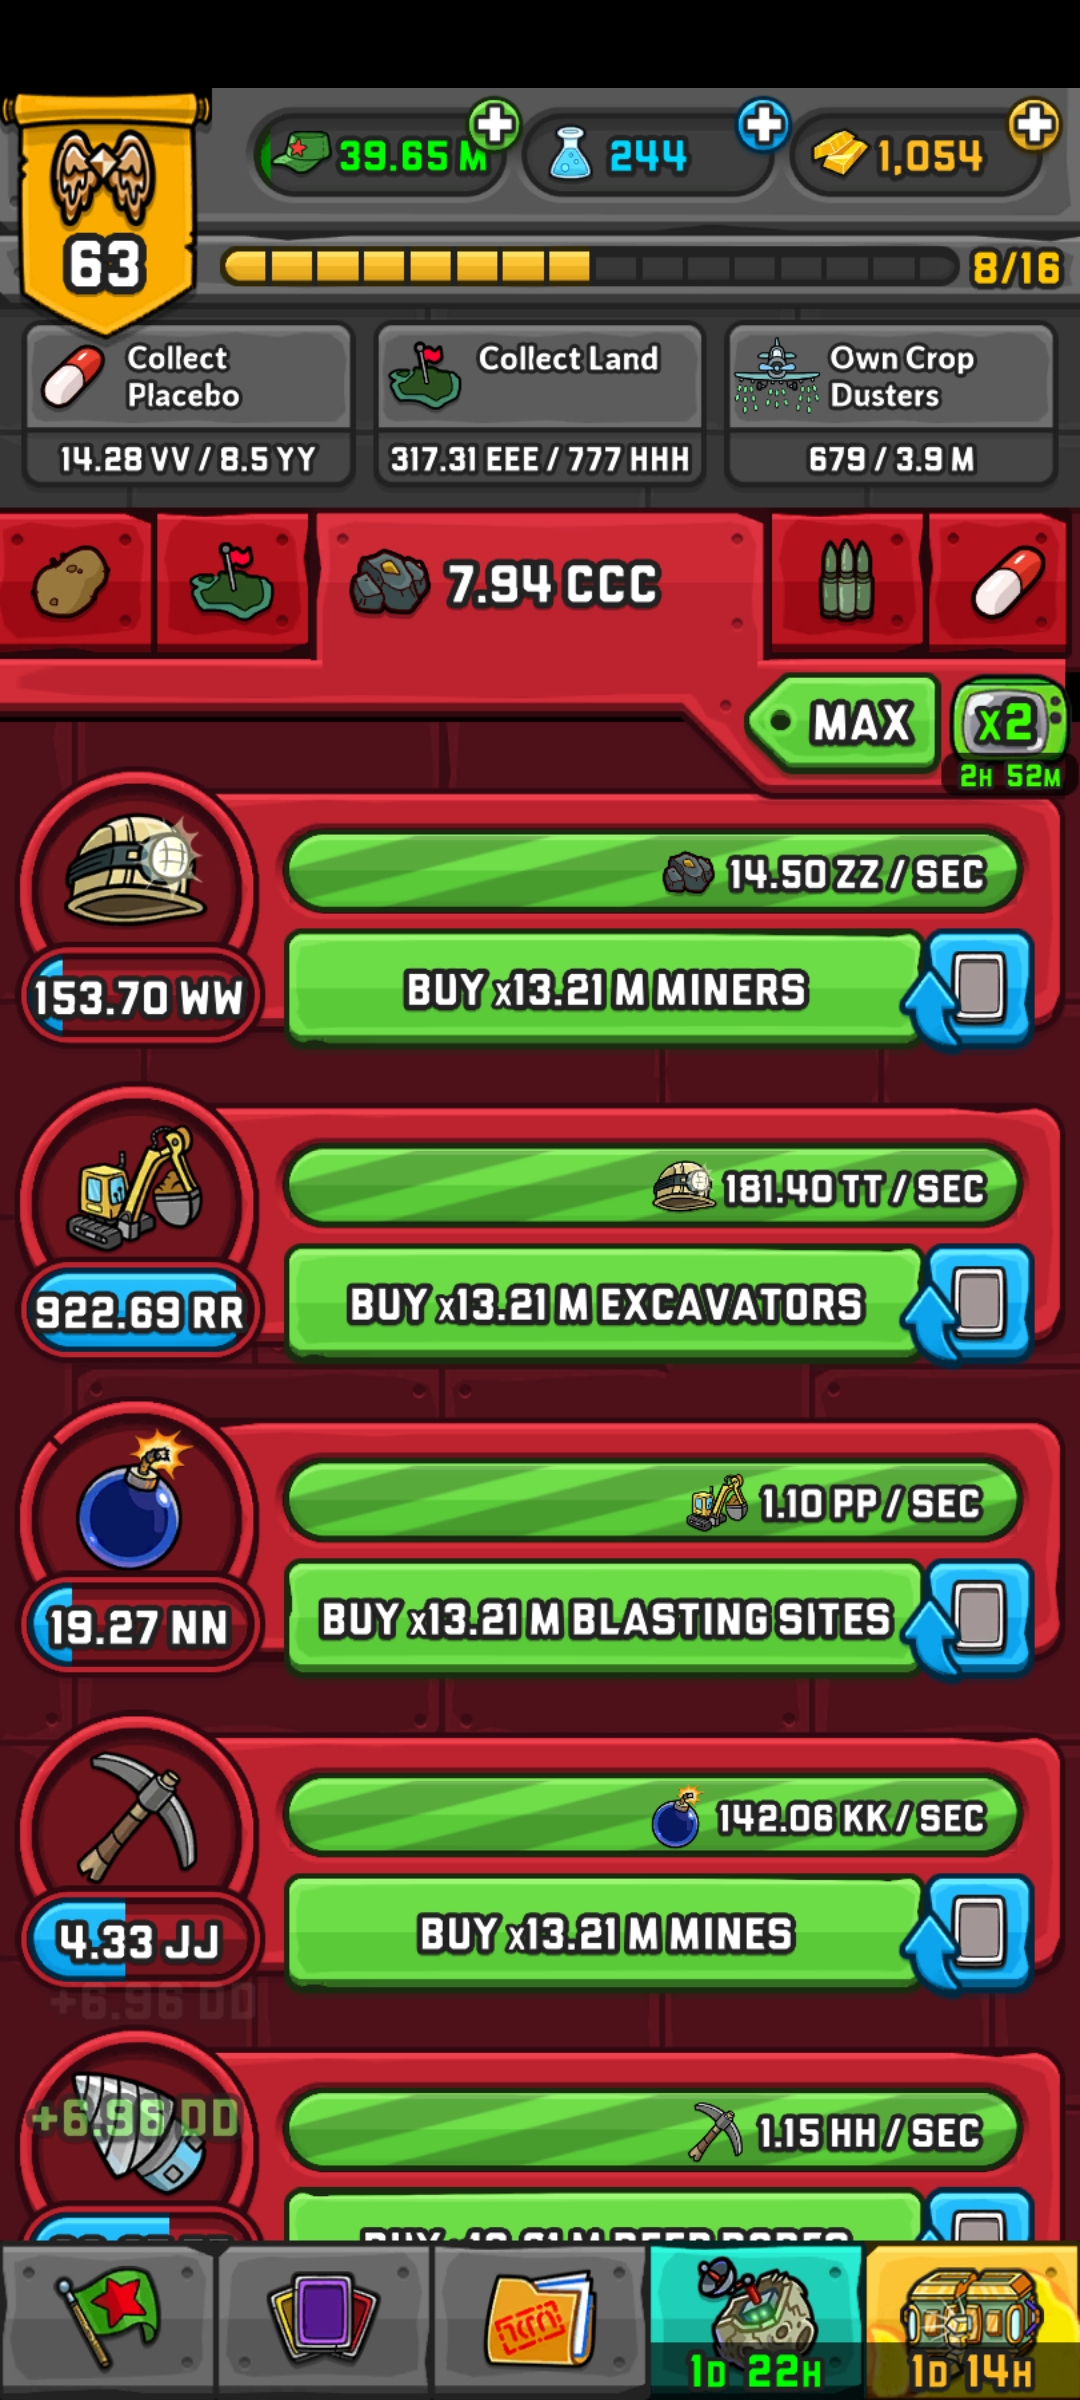 39.65 M
244
1,054
63
8/16
Collect
Placebo
14.28 VV / 8.5 YY
Collect Land
317.31 EEE / 777 HHH
Own Crop
Dusters
679 / 3.9 M
7.94 CCC
MAX
x2
2H 52M
14.50 ZZ / SEC
153.70 WW
BUY x13.21 M MINERS
181.40 TT / SEC
922.69 RR
BUY x13.21 M EXCAVATORS
1.10 PP / SEC
19.27 NN
BUY x13.21 M BLASTING SITES
142.06 KK / SEC
4.33 JJ
BUY x13.21 M MINES
+6.96 DD
+6.96 DD
1.15 HH / SEC
1D 22H
1D 14H